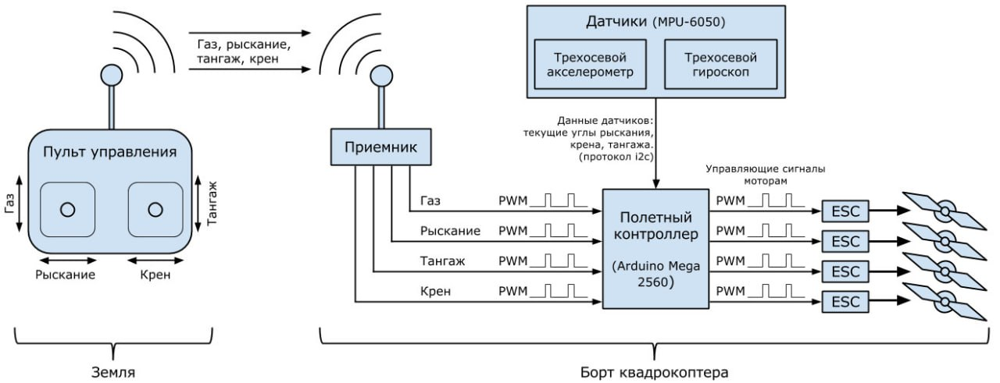 Газ, рыскание,
тангаж, крен
Датчики (MPU-6050)
Трехосевой
акселерометр
Трехосевой
гироскоп
Данные датчиков:
текущие углы рыскания,
крена, тангажа.
(протокол i2c)
Пульт управления
Газ
Тангаж
Рыскание
Крен
Приемник
Газ
PWM
Рыскание
PWM
Тангаж
PWM
Крен
PWM
Полетный
контроллер
(Arduino Mega
2560)
Управляющие сигналы
моторам
PWM
ESC
PWM
ESC
PWM
ESC
PWM
ESC
Земля
Борт квадрокоптера